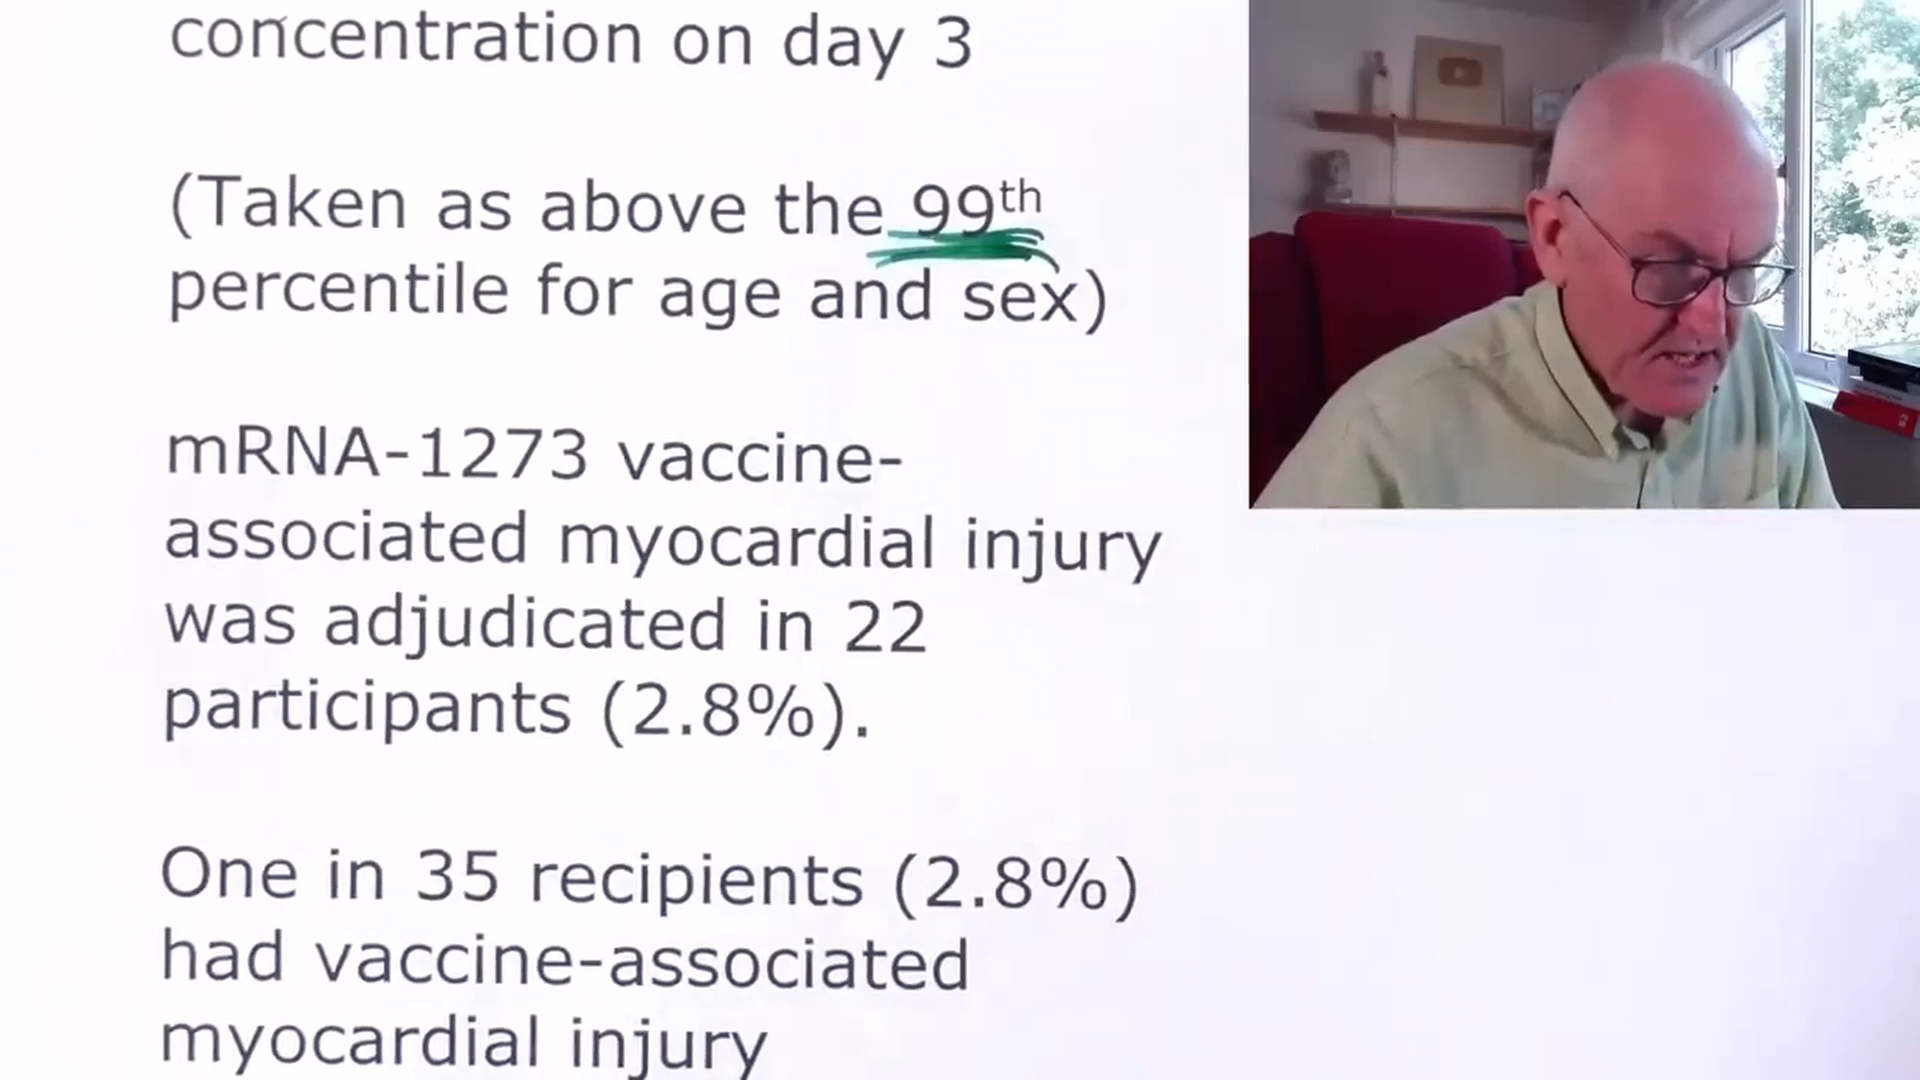 concentration on day 3
(Taken as above the 99th
percentile for age and sex)
mRNA-1273 vaccine-
associated myocardial injury
was adjudicated in 22
participants (2.8%).
One in 35 recipients (2.8%)
had vaccine-associated
myocardial injury